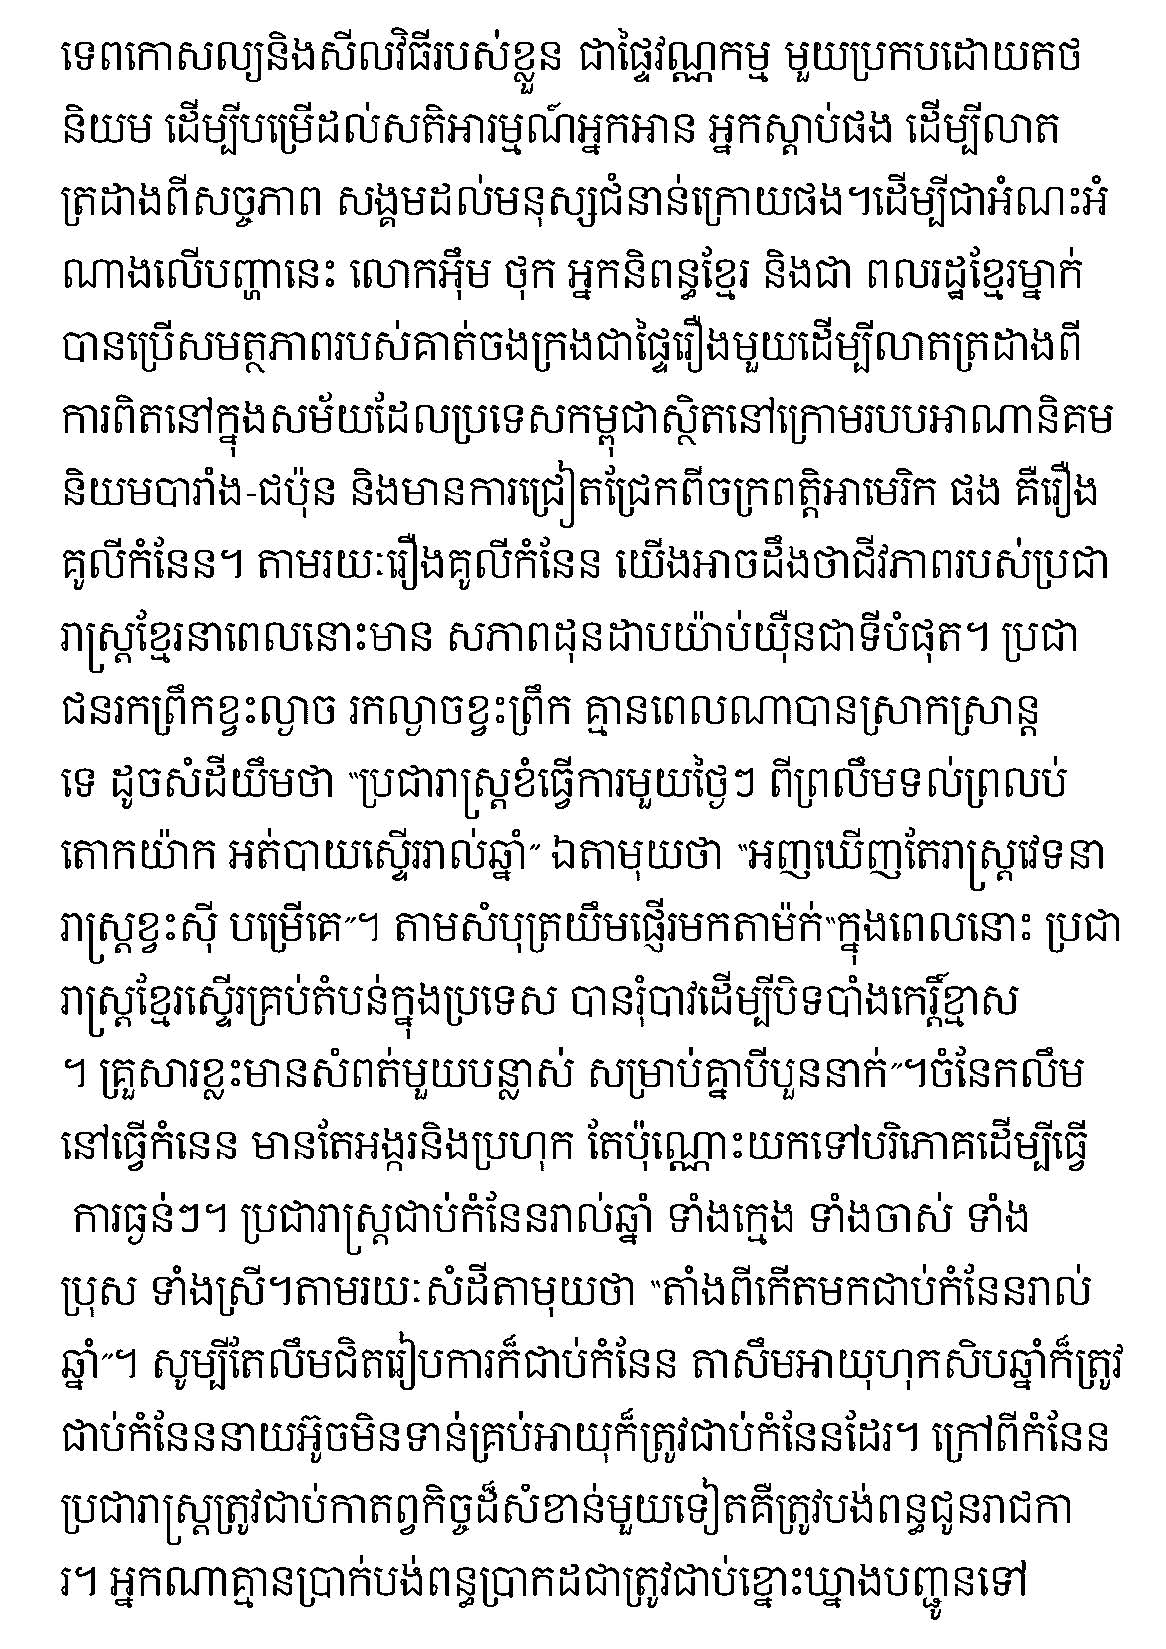 ទេពកោសល្យនិងសីលវិធីរបស់ខ្លួន ជាផ្ទៃវណ្ណកម្ម មួយប្រកបដោយតថ
និយម ដើម្បីបម្រើដល់សតិអារម្មណ៍អ្នកអាន អ្នកស្តាប់ផង ដើម្បីលាត
ត្រដាងពីសច្ចភាព សង្គមដល់មនុស្សជំនាន់ក្រោយផង។ដើម្បីជាអំណះអំ
ណាងលើបញ្ហានេះ លោកអ៊ឹម ថុក អ្នកនិពន្ធខ្មែរ និងជា ពលរដ្ឋខ្មែរម្នាក់
បានប្រើសមត្ថភាពរបស់គាត់ចងក្រងជាផ្ទៃរឿងមួយដើម្បីលាតត្រដាងពី
ការពិតនៅក្នុងសម័យដែលប្រទេសកម្ពុជាស្ថិតនៅក្រោមរបបអាណានិគម
និយមបារាំង-ជប៉ុន និងមានការជ្រៀតជ្រែកពីចក្រពត្តិអាមេរិក ផង គឺរឿង
គូលីកំនែន។ តាមរយៈរឿងគូលីកំនែន យើងអាចដឹងថាជីវភាពរបស់ប្រជា
រាស្ត្រខ្មែរនាពេលនោះមាន សភាពដុនដាបយ៉ាប់យ៉ឺនជាទីបំផុត។ ប្រជា
ជនរកព្រឹកខ្វះល្ងាច រកល្ងាចខ្វះព្រឹក គ្មានពេលណាបានស្រាកស្រាន្ត
ទេ ដូចសំដីយឹមថា “ប្រជារាស្ត្រខំធ្វើការមួយថ្ងៃៗ ពីព្រលឹមទល់ព្រលប់
តោកយ៉ាក អត់បាយស្ទើររាល់ឆ្នាំ” ឯតាមុយថា “អញឃើញតែរាស្ត្រវេទនា
រាស្ត្រខ្វះស៊ី បម្រើគេ”។ តាមសំបុត្រយឹមផ្ញើរមកតាម៉ក់“ក្នុងពេលនោះ ប្រជា
រាស្ត្រខ្មែរស្ទើរគ្រប់តំបន់ក្នុងប្រទេស បានរុំបាវដើម្បីបិទបាំងកេរ្តិ៍ខ្មាស
។ គ្រួសារខ្លះមានសំពត់មួយបន្លាស់ សម្រាប់គ្នាបីបួននាក់”។ចំនែកលឹម
នៅធ្វើកំនេន មានតែអង្ករនិងប្រហុក តែប៉ុណ្ណោះយកទៅបរិភោគដើម្បីធ្វើ
ការធ្ងន់ៗ។ ប្រជារាស្ត្រជាប់កំនែនរាល់ឆ្នាំ ទាំងក្មេង ទាំងចាស់ ទាំង
ប្រុស ទាំងស្រី។តាមរយៈសំដីតាមុយថា “តាំងពីកើតមកជាប់កំនែនរាល់
ឆ្នាំ”។ សូម្បីតែលឹមជិតរៀបការក៏ជាប់កំនែន តាសឹមអាយុហុកសិបឆ្នាំក៏ត្រូវ
ជាប់កំនែននាយអ៊ូចមិនទាន់គ្រប់អាយុក៏ត្រូវជាប់កំនែនដែរ។ ក្រៅពីកំនែន
ប្រជារាស្ត្រត្រូវជាប់កាតព្វកិច្ចដ៏សំខាន់មួយទៀតគឺត្រូវបង់ពន្ធជូនរាជកា
រ។ អ្នកណាគ្មានប្រាក់បង់ពន្ធប្រាកដជាត្រូវជាប់ខ្នោះឃ្នាងបញ្ជូនទៅ